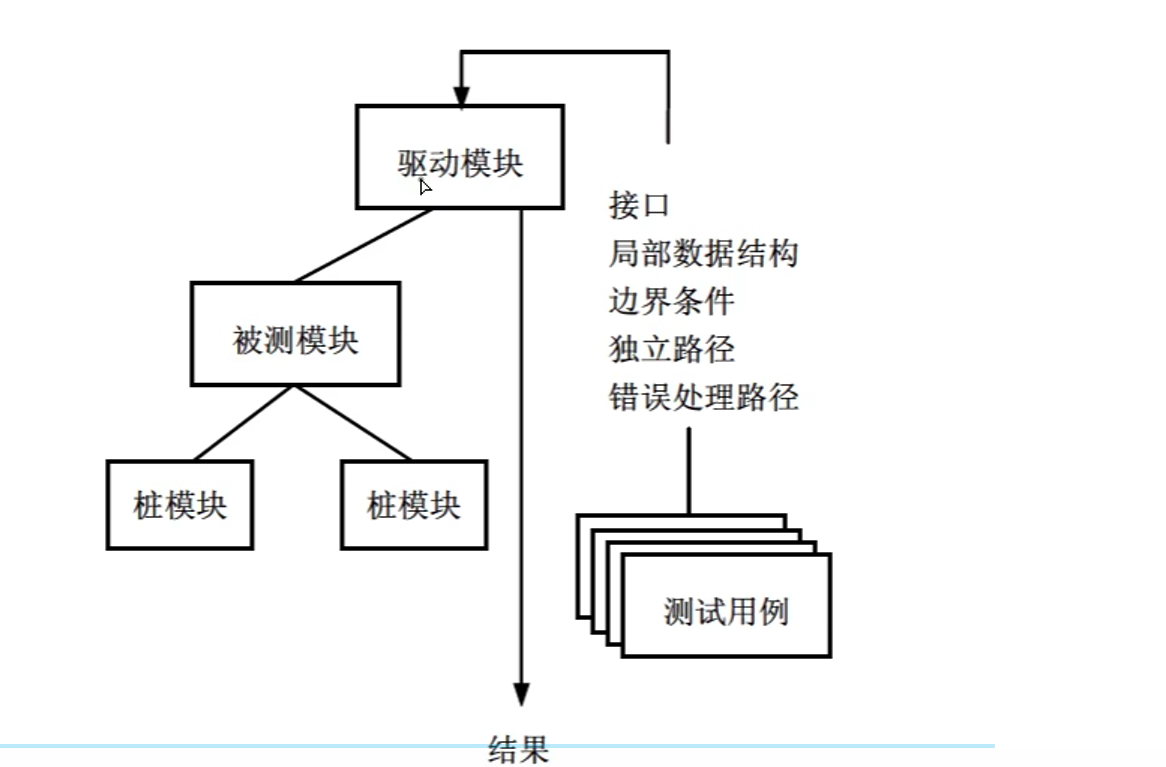 驱动模块
接口
局部数据结构
边界条件
独立路径
错误处理路径
被测模块
桩模块
桩模块
测试用例
结果